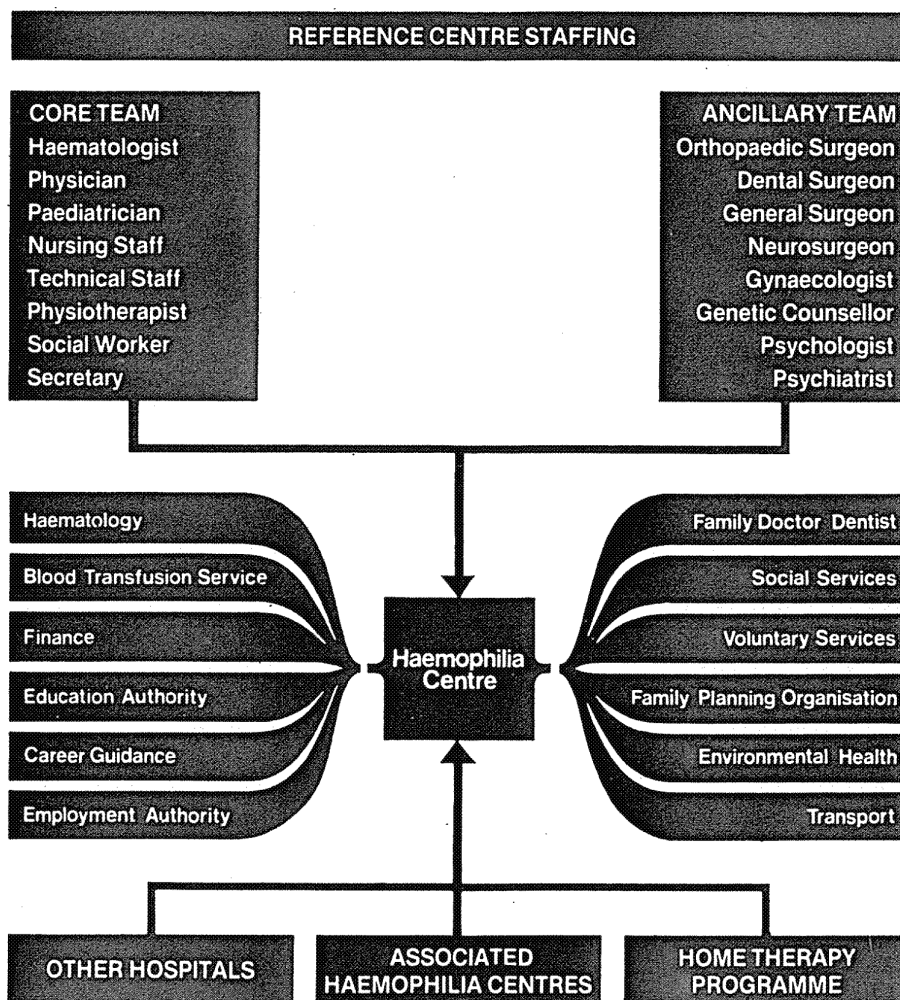 REFERENCE CENTRE STAFFING
CORE TEAM
Haematologist
Physician
Paediatrician
Nursing Staff
Technical Staff
Physiotherapist
Social Worker
Secretary
ANCILLARY TEAM
Orthopaedic Surgeon
Dental Surgeon
General Surgeon
Neurosurgeon
Gynaecologist
Genetic Counsellor
Psychologist
Psychiatrist
Haematology
Blood Transfusion Service
Finance
Education Authority
Career Guidance
Employment Authority
Haemophilia
Centre
Family Doctor Dentist
Social Services
Voluntary Services
Family Planning Organisation
Environmental Health
Transport
OTHER HOSPITALS
ASSOCIATED
HAEMOPHILIA CENTRES
HOME THERAPY
PROGRAMME